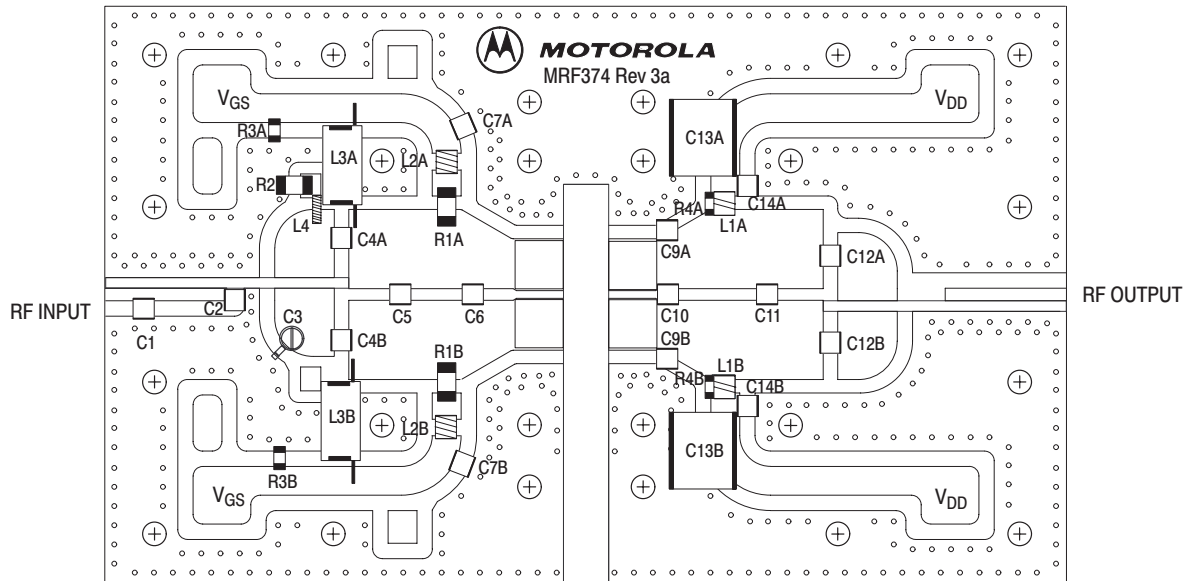 MOTOROLA
MRF374 Rev 3a
VGS
VDD
C7A
C13A
R3A
L3A
L2A
R2
L4
R1A
R4A
C14A
L1A
C4A
C9A
C12A
RF INPUT
C1
C2
C3
C5
C6
C10
C11
RF OUTPUT
C4B
R1B
C9B
C12B
L1B
R4B
C14B
L3B
L2B
C7B
C13B
R3B
VGS
VDD